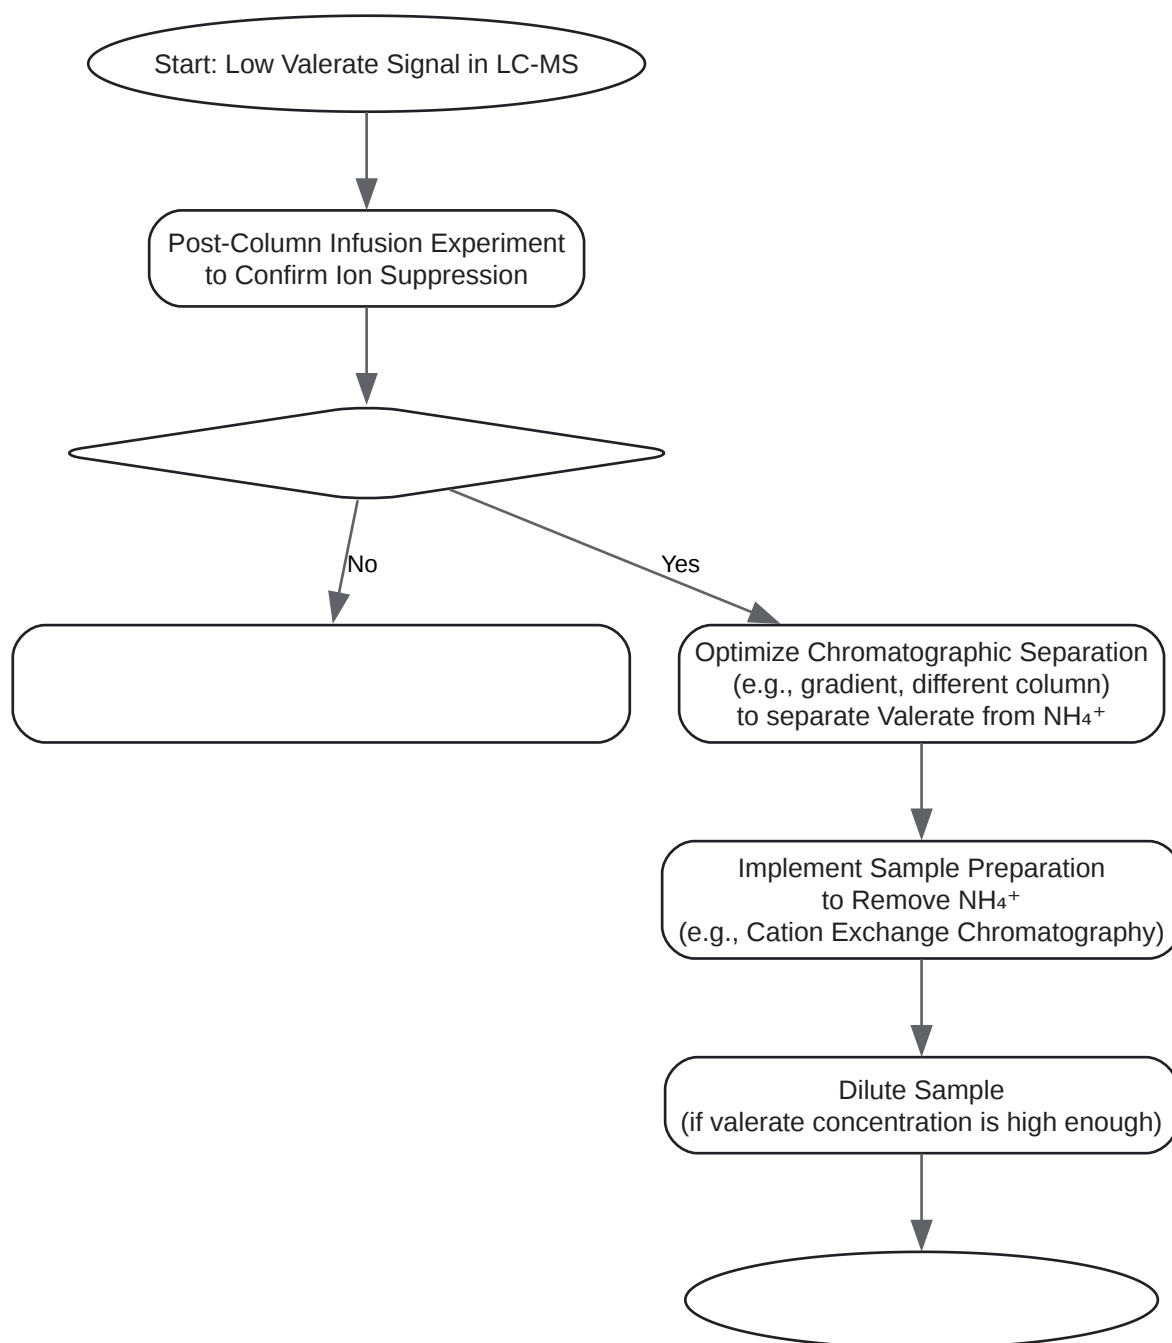 Start: Low Valerate Signal in LC-MS
Post-Column Infusion Experiment
to Confirm Ion Suppression
No
Yes
Optimize Chromatographic Separation
(e.g., gradient, different column)
to separate Valerate from NH₄⁺
Implement Sample Preparation
to Remove NH₄⁺
(e.g., Cation Exchange Chromatography)
Dilute Sample
(if valerate concentration is high enough)